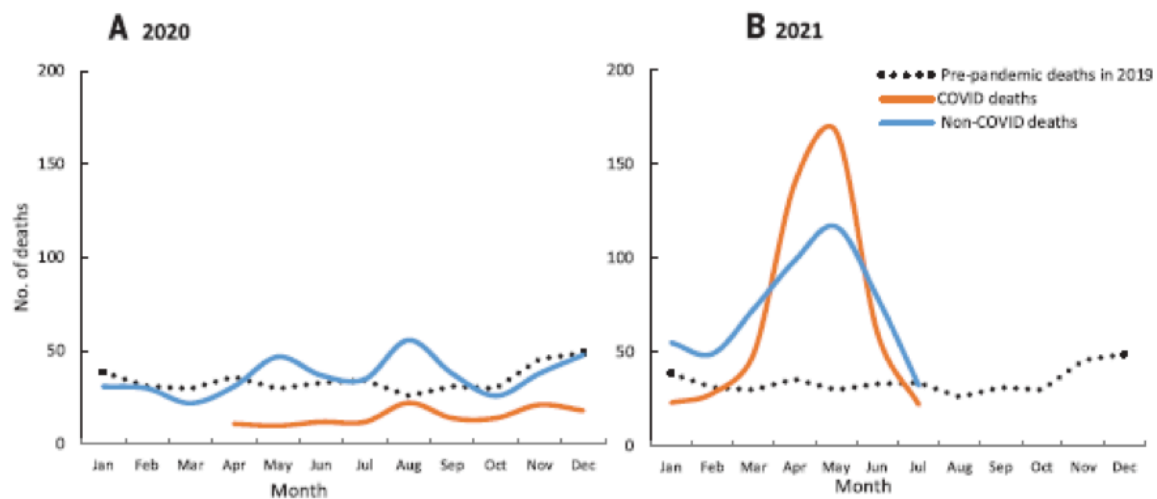 A 2020
B 2021
200
150
100
50
0
No. of deaths
Jan Feb Mar Apr May Jun Jul Aug Sep Oct Nov Dec
Month
200
150
100
50
0
Pre-pandemic deaths in 2019
COVID deaths
Non-COVID deaths
Jan Feb Mar Apr May Jun Jul Aug Sep Oct Nov Dec
Month